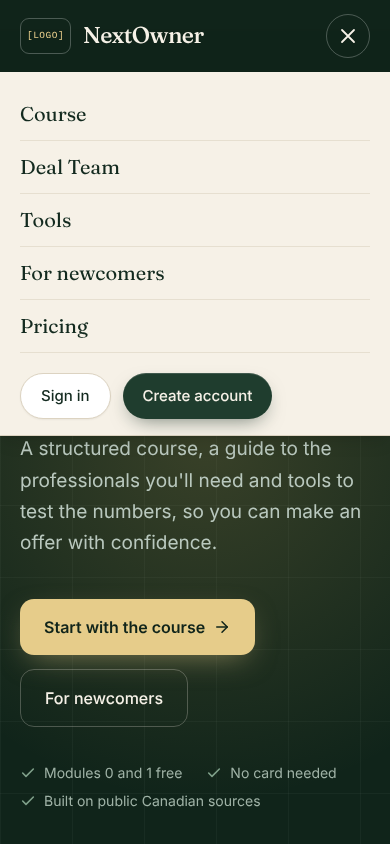 [LOGO] NextOwner
Course
Deal Team
Tools
For newcomers
Pricing
Sign in Create account
A structured course, a guide to the
professionals you'll need and tools to
test the numbers, so you can make an
offer with confidence.
Start with the course →
For newcomers
Modules 0 and 1 free No card needed
Built on public Canadian sources